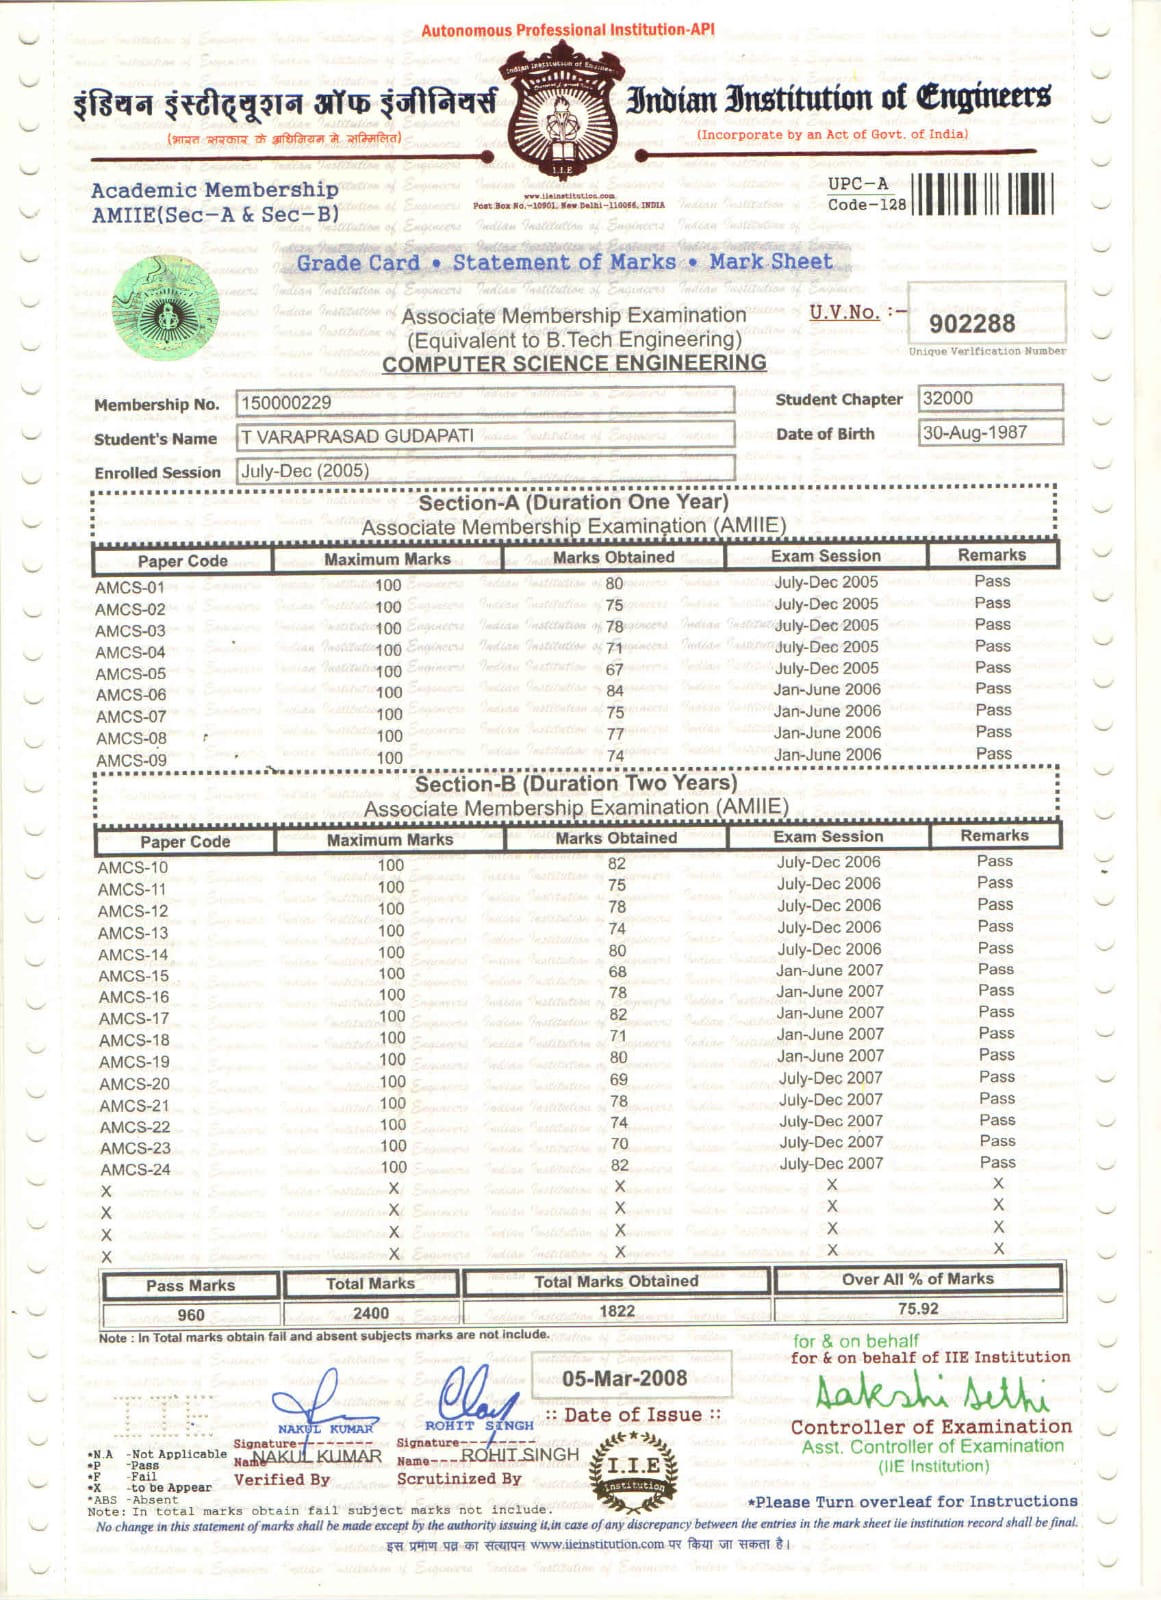 Autonomous Professional Institution-API
इंडियन इंस्टीट्यूशन ऑफ इंजीनियर्स
Indian Institution of Engineers
(भारत सरकार के अधिनियम मे सम्मिलित)
(Incorporate by an Act of Govt. of India)
I.I.E
Academic Membership
AMIIE(Sec-A & Sec-B)
www.iieinstitution.com
Post Box No.-10901, New Delhi-110066, INDIA
UPC-A
Code-128
Grade Card • Statement of Marks • Mark Sheet
Associate Membership Examination
(Equivalent to B.Tech Engineering)
COMPUTER SCIENCE ENGINEERING
U.V.No. :- 902288
Unique Verification Number
Membership No. 150000229 Student Chapter 32000
Student's Name T VARAPRASAD GUDAPATI Date of Birth 30-Aug-1987
Enrolled Session July-Dec (2005)
Section-A (Duration One Year)
Associate Membership Examination (AMIIE)
Paper Code Maximum Marks Marks Obtained Exam Session Remarks
AMCS-01 100 80 July-Dec 2005 Pass
AMCS-02 100 75 July-Dec 2005 Pass
AMCS-03 100 78 July-Dec 2005 Pass
AMCS-04 100 71 July-Dec 2005 Pass
AMCS-05 100 67 July-Dec 2005 Pass
AMCS-06 100 84 Jan-June 2006 Pass
AMCS-07 100 75 Jan-June 2006 Pass
AMCS-08 100 77 Jan-June 2006 Pass
AMCS-09 100 74 Jan-June 2006 Pass
Section-B (Duration Two Years)
Associate Membership Examination (AMIIE)
Paper Code Maximum Marks Marks Obtained Exam Session Remarks
AMCS-10 100 82 July-Dec 2006 Pass
AMCS-11 100 75 July-Dec 2006 Pass
AMCS-12 100 78 July-Dec 2006 Pass
AMCS-13 100 74 July-Dec 2006 Pass
AMCS-14 100 80 July-Dec 2006 Pass
AMCS-15 100 68 Jan-June 2007 Pass
AMCS-16 100 78 Jan-June 2007 Pass
AMCS-17 100 82 Jan-June 2007 Pass
AMCS-18 100 71 Jan-June 2007 Pass
AMCS-19 100 80 Jan-June 2007 Pass
AMCS-20 100 69 July-Dec 2007 Pass
AMCS-21 100 78 July-Dec 2007 Pass
AMCS-22 100 74 July-Dec 2007 Pass
AMCS-23 100 70 July-Dec 2007 Pass
AMCS-24 100 82 July-Dec 2007 Pass
X X X X X
X X X X X
X X X X X
X X X X X
Pass Marks Total Marks Total Marks Obtained Over All % of Marks
960 2400 1822 75.92
Note : In Total marks obtain fail and absent subjects marks are not include.
for & on behalf
for & on behalf of IIE Institution
05-Mar-2008
:: Date of Issue ::
Sakshi Sethi
Controller of Examination
Asst. Controller of Examination
(IIE Institution)
NAKUL KUMAR
ROHIT SINGH
Signature
Signature
Name NAKUL KUMAR
Name---ROHIT SINGH
Verified By
Scrutinized By
I.I.E
institution
*N.A -Not Applicable
*P -Pass
*F -Fail
*X -to be Appear
*ABS -Absent
*Please Turn overleaf for Instructions
Note: In total marks obtain fail subject marks not include.
No change in this statement of marks shall be made except by the authority issuing it,in case of any discrepancy between the entries in the mark sheet iie institution record shall be final.
इस प्रमाण पत्र का सत्यापन www.iieinstitution.com पर किया जा सकता है।